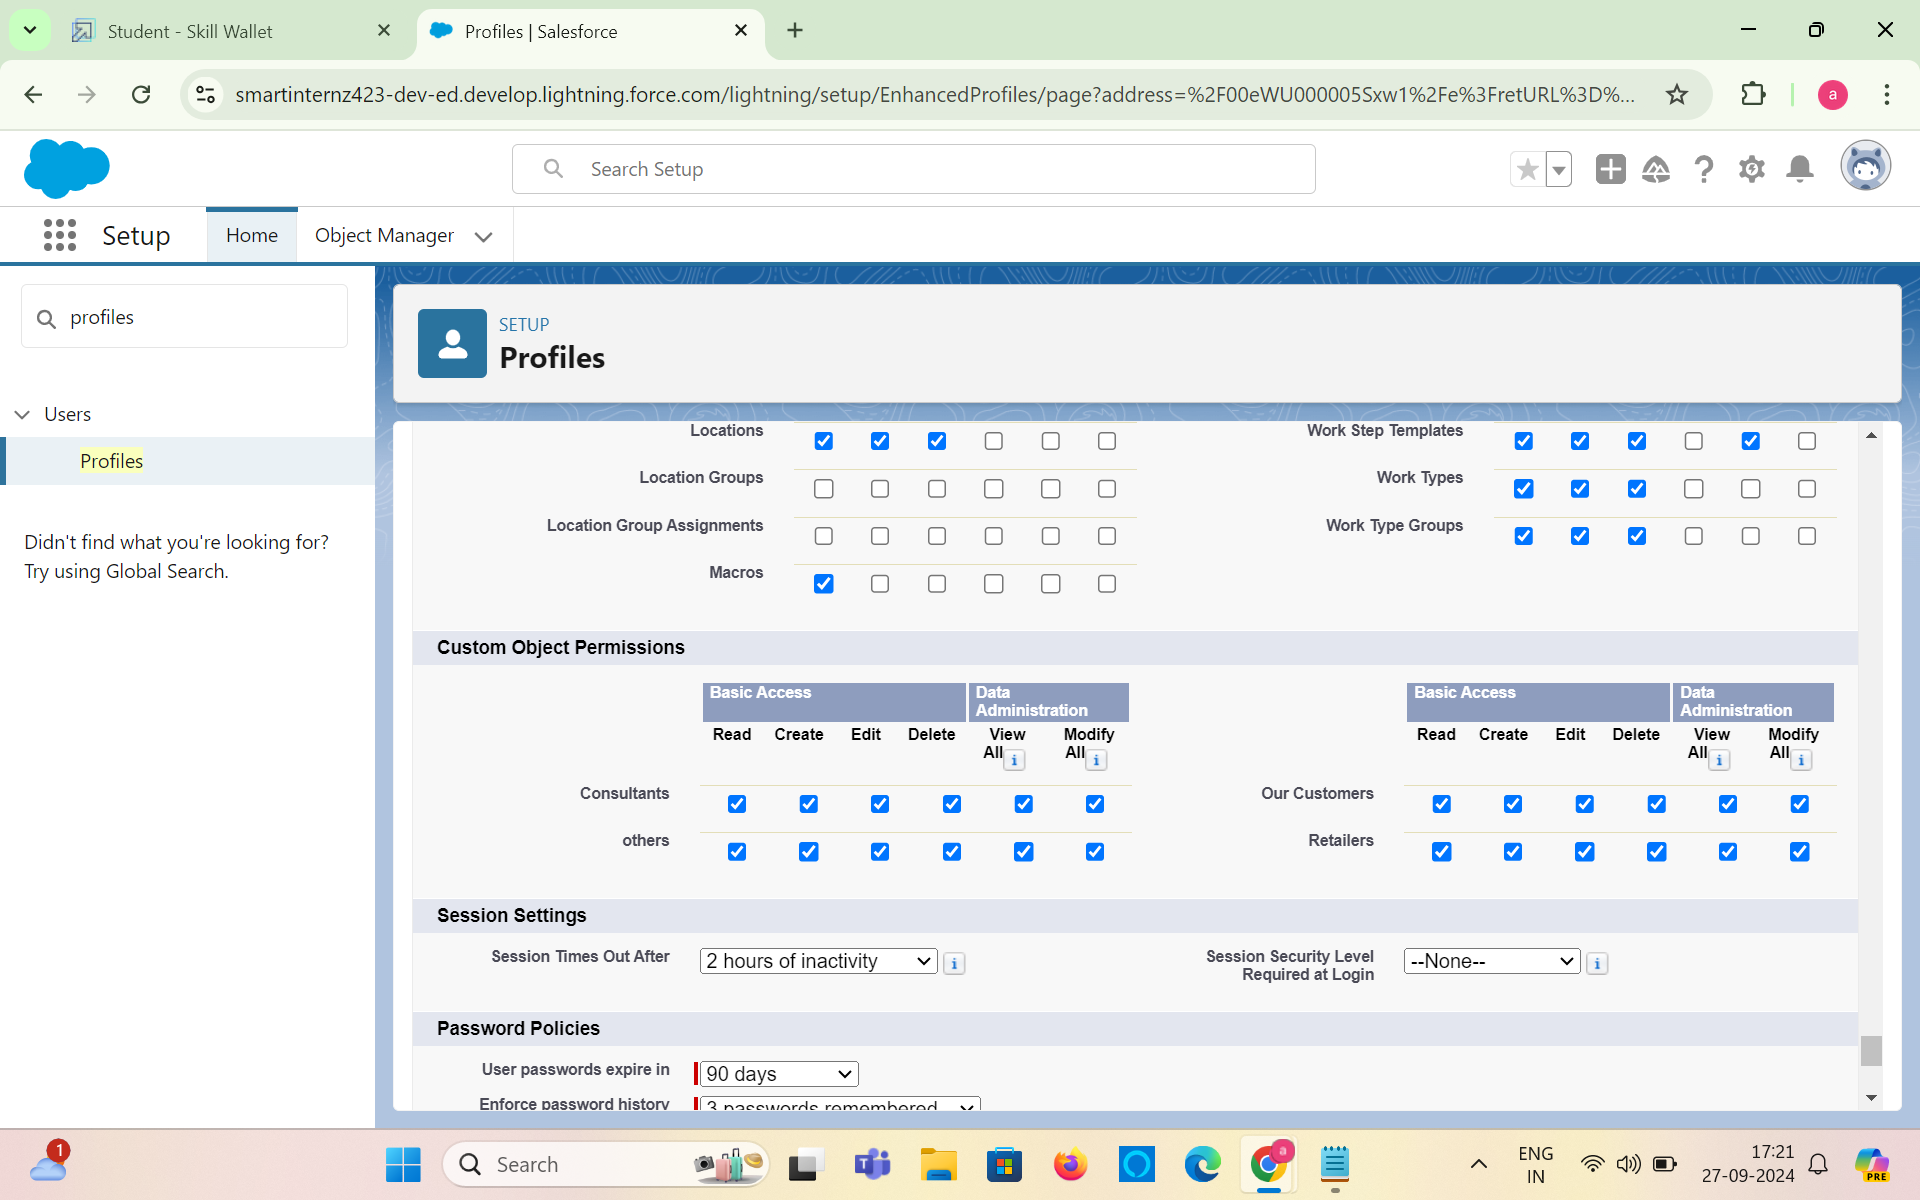 Student - Skill Wallet
Profiles | Salesforce
smartinternz423-dev-ed.develop.lightning.force.com/lightning/setup/EnhancedProfiles/page?address=%2F00eWU000005Sxw1%2Fe%3FretURL%3D%...
a
Search Setup
Setup
Home
Object Manager
profiles
Users
Profiles
Didn't find what you're looking for?
Try using Global Search.
SETUP
Profiles
Locations
Work Step Templates
Location Groups
Work Types
Location Group Assignments
Work Type Groups
Macros
Custom Object Permissions
Basic Access Data Administration
Basic Access Data Administration
Read Create Edit Delete View All i Modify All i
Read Create Edit Delete View All i Modify All i
Consultants
Our Customers
others
Retailers
Session Settings
Session Times Out After 2 hours of inactivity i
Session Security Level Required at Login --None-- i
Password Policies
User passwords expire in 90 days
Enforce password history 3 passwords remembered
1
Search
a
ENG
IN
17:21
27-09-2024
PRE